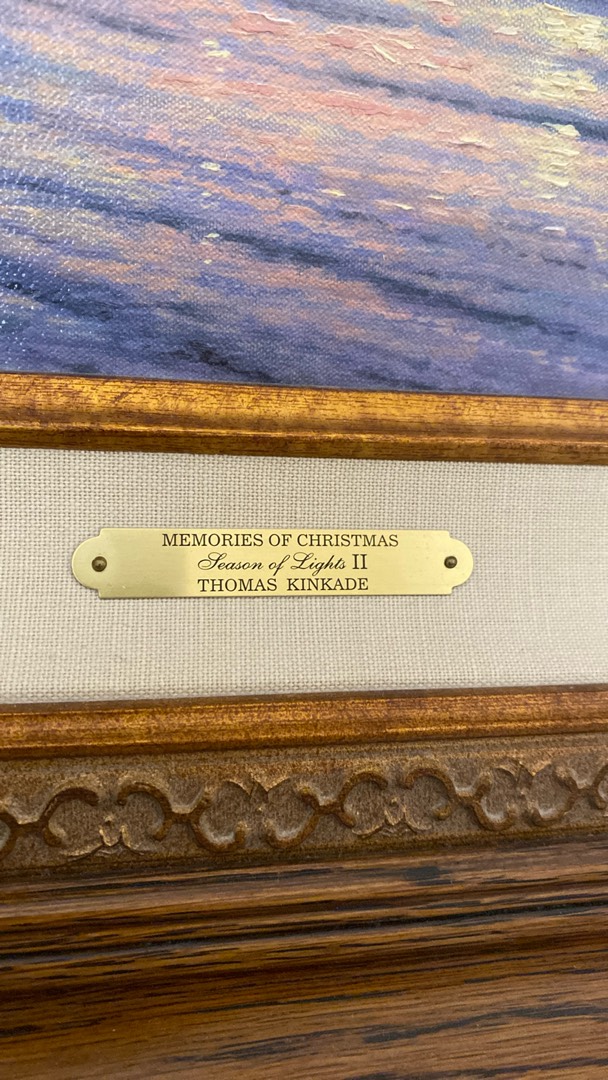 MEMORIES OF CHRISTMAS
Season of Lights II
THOMAS KINKADE